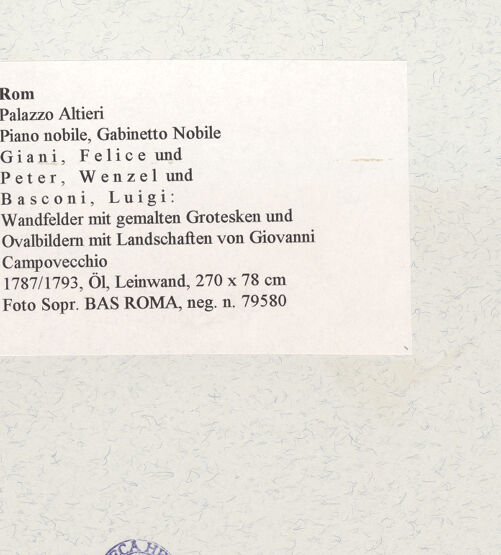 Rom
Palazzo Altieri
Piano nobile, Gabinetto Nobile
Giani, Felice und
Peter, Wenzel und
Basconi, Luigi:
Wandfelder mit gemalten Grotesken und
Ovalbildern mit Landschaften von Giovanni
Campovecchio
1787/1793, Öl, Leinwand, 270 x 78 cm
Foto Sopr. BAS ROMA, neg. n. 79580